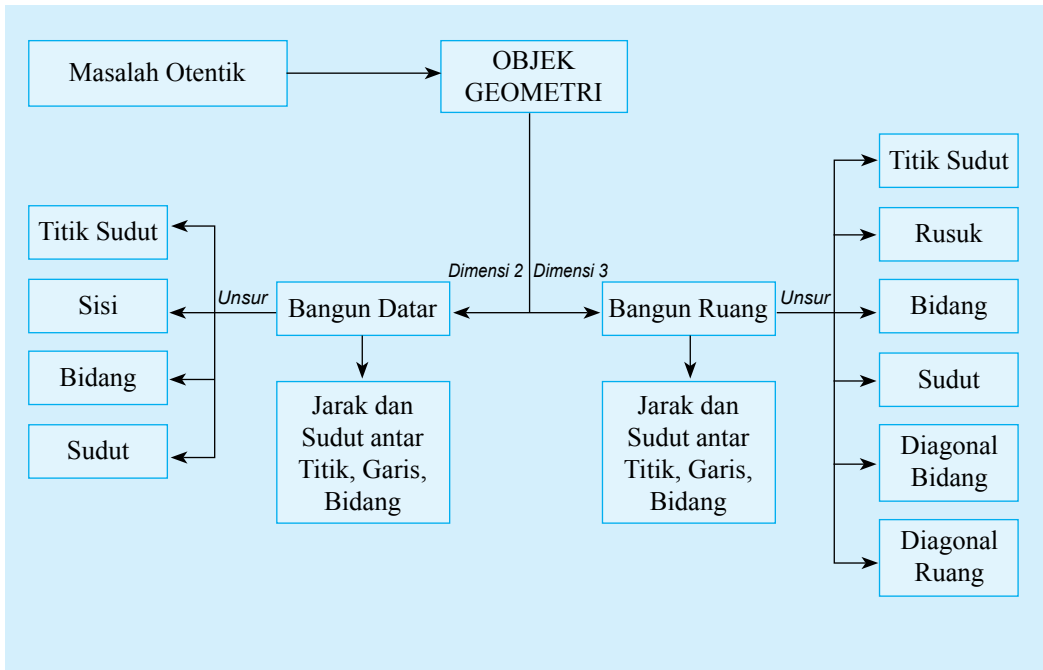 Masalah Otentik
OBJEK
GEOMETRI
Dimensi 2
Dimensi 3
Titik Sudut
Sisi
Bidang
Sudut
Unsur
Bangun Datar
Jarak dan
Sudut antar
Titik, Garis,
Bidang
Bangun Ruang
Jarak dan
Sudut antar
Titik, Garis,
Bidang
Unsur
Titik Sudut
Rusuk
Bidang
Sudut
Diagonal
Bidang
Diagonal
Ruang